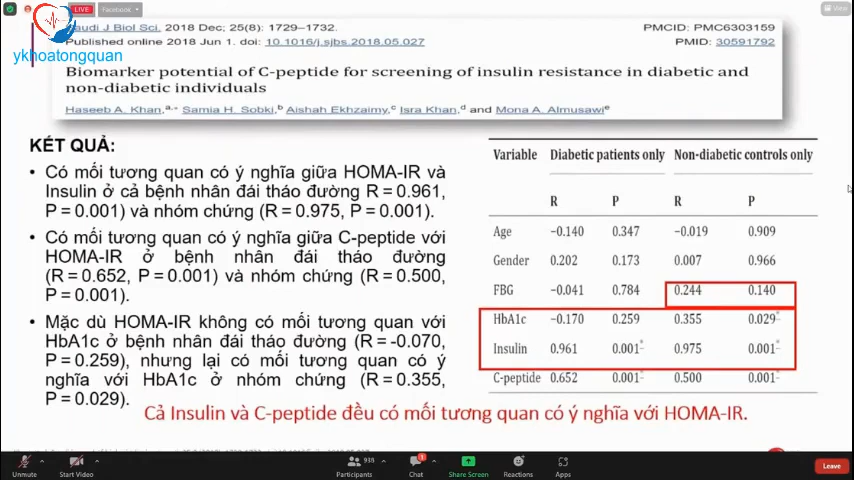 LIVE
Facebook
View
Saudi J Biol Sci. 2018 Dec; 25(8): 1729–1732.
PMCID: PMC6303159
Published online 2018 Jun 1. doi: 10.1016/j.sjbs.2018.05.027
PMID: 30591792
ykhoatongquan
Biomarker potential of C-peptide for screening of insulin resistance in diabetic and
non-diabetic individuals
Haseeb A. Khan,a,* Samia H. Sobki,b Aishah Ekhzaimy,c Isra Khan,d and Mona A. Almusawie
KẾT QUẢ:
• Có mối tương quan có ý nghĩa giữa HOMA-IR và
Insulin ở cả bệnh nhân đái tháo đường R = 0.961,
P = 0.001) và nhóm chứng (R = 0.975, P = 0.001).
• Có mối tương quan có ý nghĩa giữa C-peptide với
HOMA-IR ở bệnh nhân đái tháo đường
(R = 0.652, P = 0.001) và nhóm chứng (R = 0.500,
P = 0.001).
• Mặc dù HOMA-IR không có mối tương quan với
HbA1c ở bệnh nhân đái tháo đường (R = -0.070,
P = 0.259), nhưng lại có mối tương quan có ý
nghĩa với HbA1c ở nhóm chứng (R = 0.355,
P = 0.029).
Variable Diabetic patients only Non-diabetic controls only
R P R P
Age −0.140 0.347 −0.019 0.909
Gender 0.202 0.173 0.007 0.966
FBG −0.041 0.784 0.244 0.140
HbA1c −0.170 0.259 0.355 0.029*
Insulin 0.961 0.001* 0.975 0.001*
C-peptide 0.652 0.001* 0.500 0.001*
Cả Insulin và C-peptide đều có mối tương quan có ý nghĩa với HOMA-IR.
938
1
Unmute Start Video Participants Chat Share Screen Reactions Apps Leave